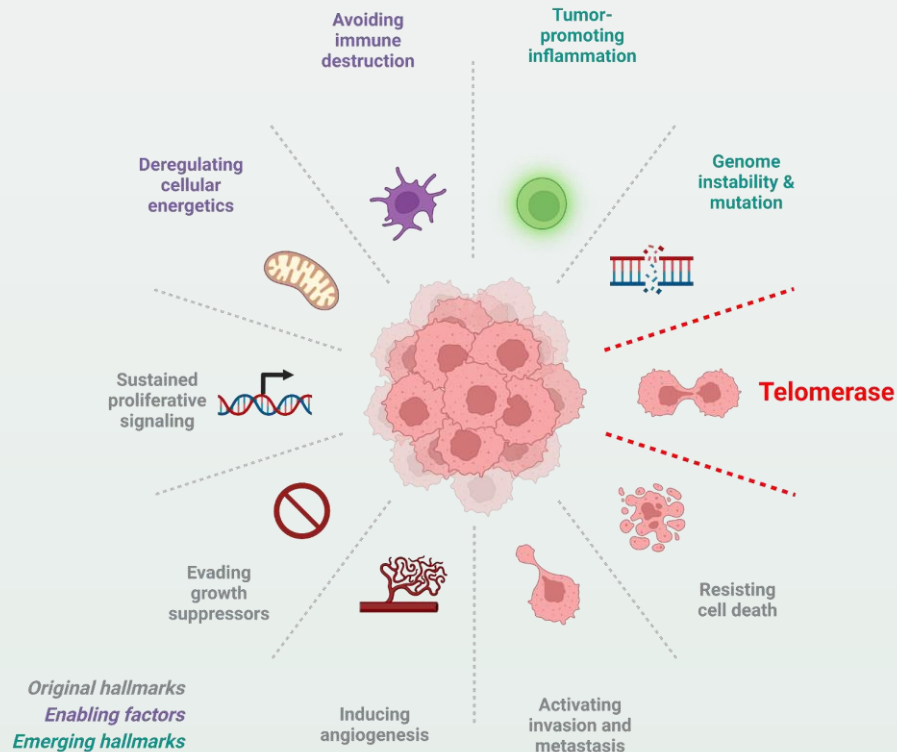 Avoiding
immune
destruction
Tumor-
promoting
inflammation
Deregulating
cellular
energetics
Genome
instability &
mutation
Sustained
proliferative
signaling
Telomerase
Evading
growth
suppressors
Resisting
cell death
Inducing
angiogenesis
Activating
invasion and
metastasis
Original hallmarks
Enabling factors
Emerging hallmarks